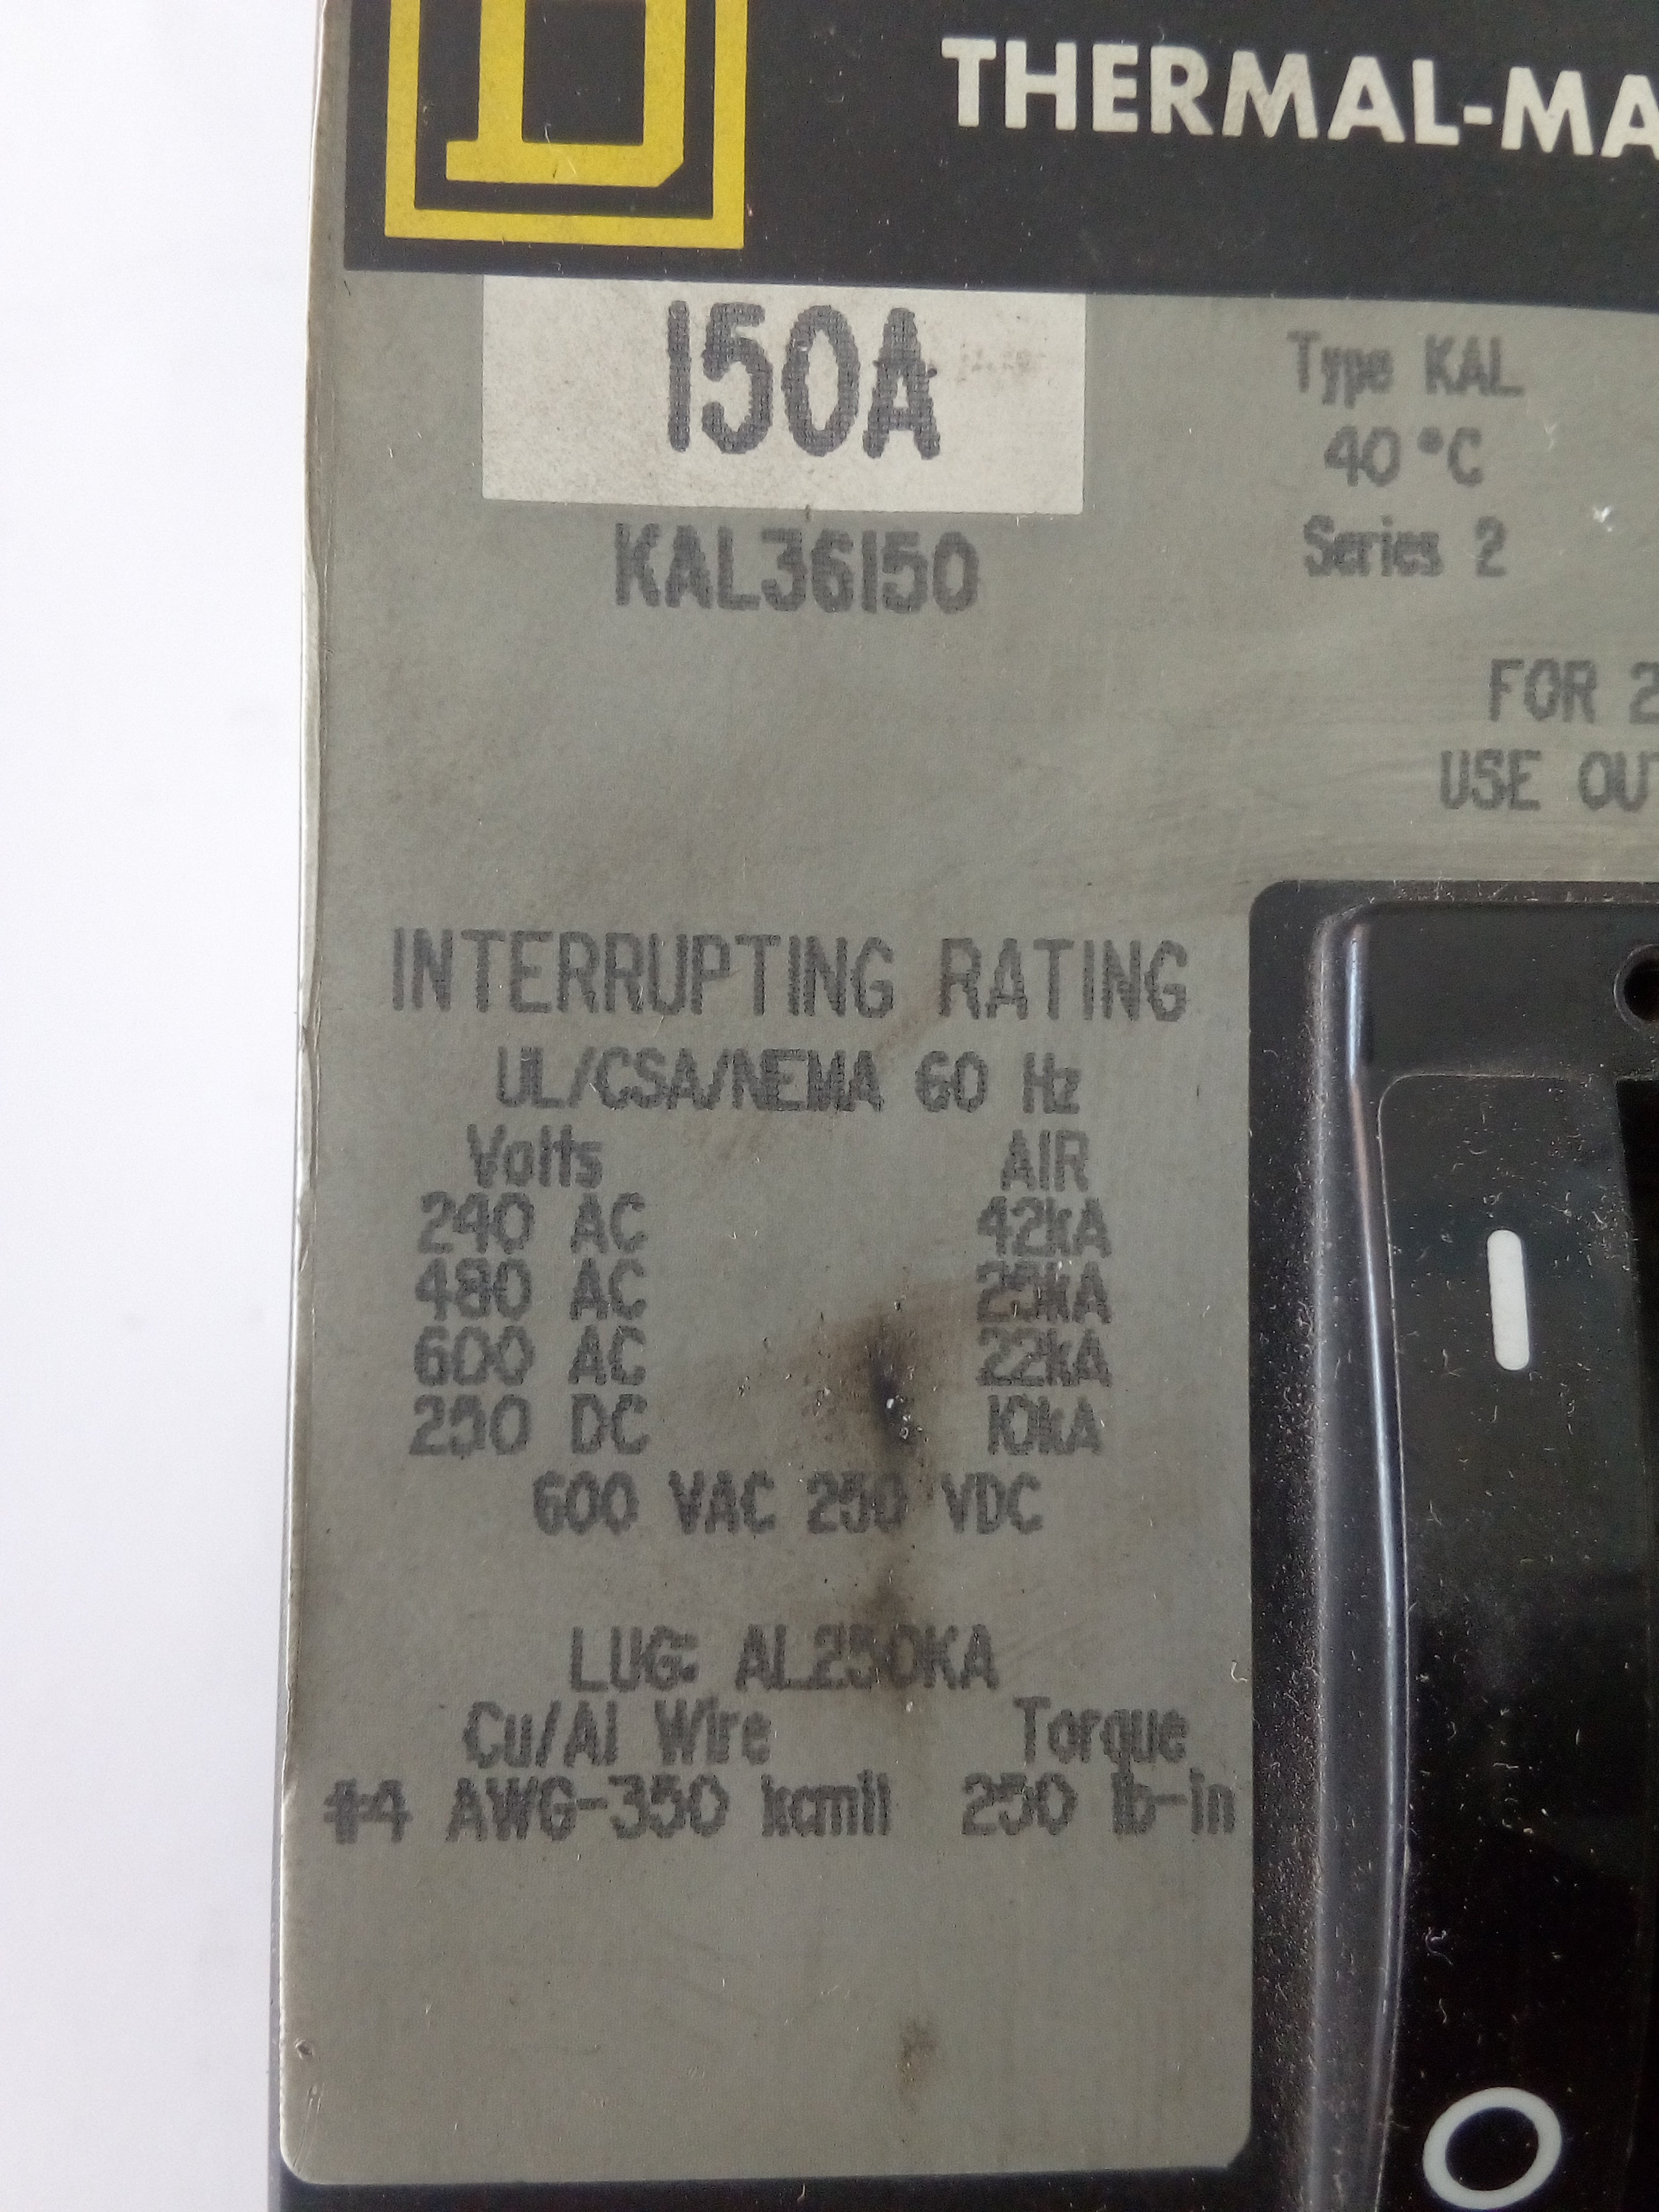 D
THERMAL-MA
150A
Type KAL
40°C
Series 2
KAL36150
FOR 2
USE OUT
INTERRUPTING RATING
UL/CSA/NEMA 60 Hz
Volts AIR
240 AC 42kA
480 AC 25kA
600 AC 22kA
250 DC 10kA
600 VAC 250 VDC
LUG: AL250KA
Cu/Al Wire Torque
#4 AWG-350 kcmil 250 lb-in
I
O